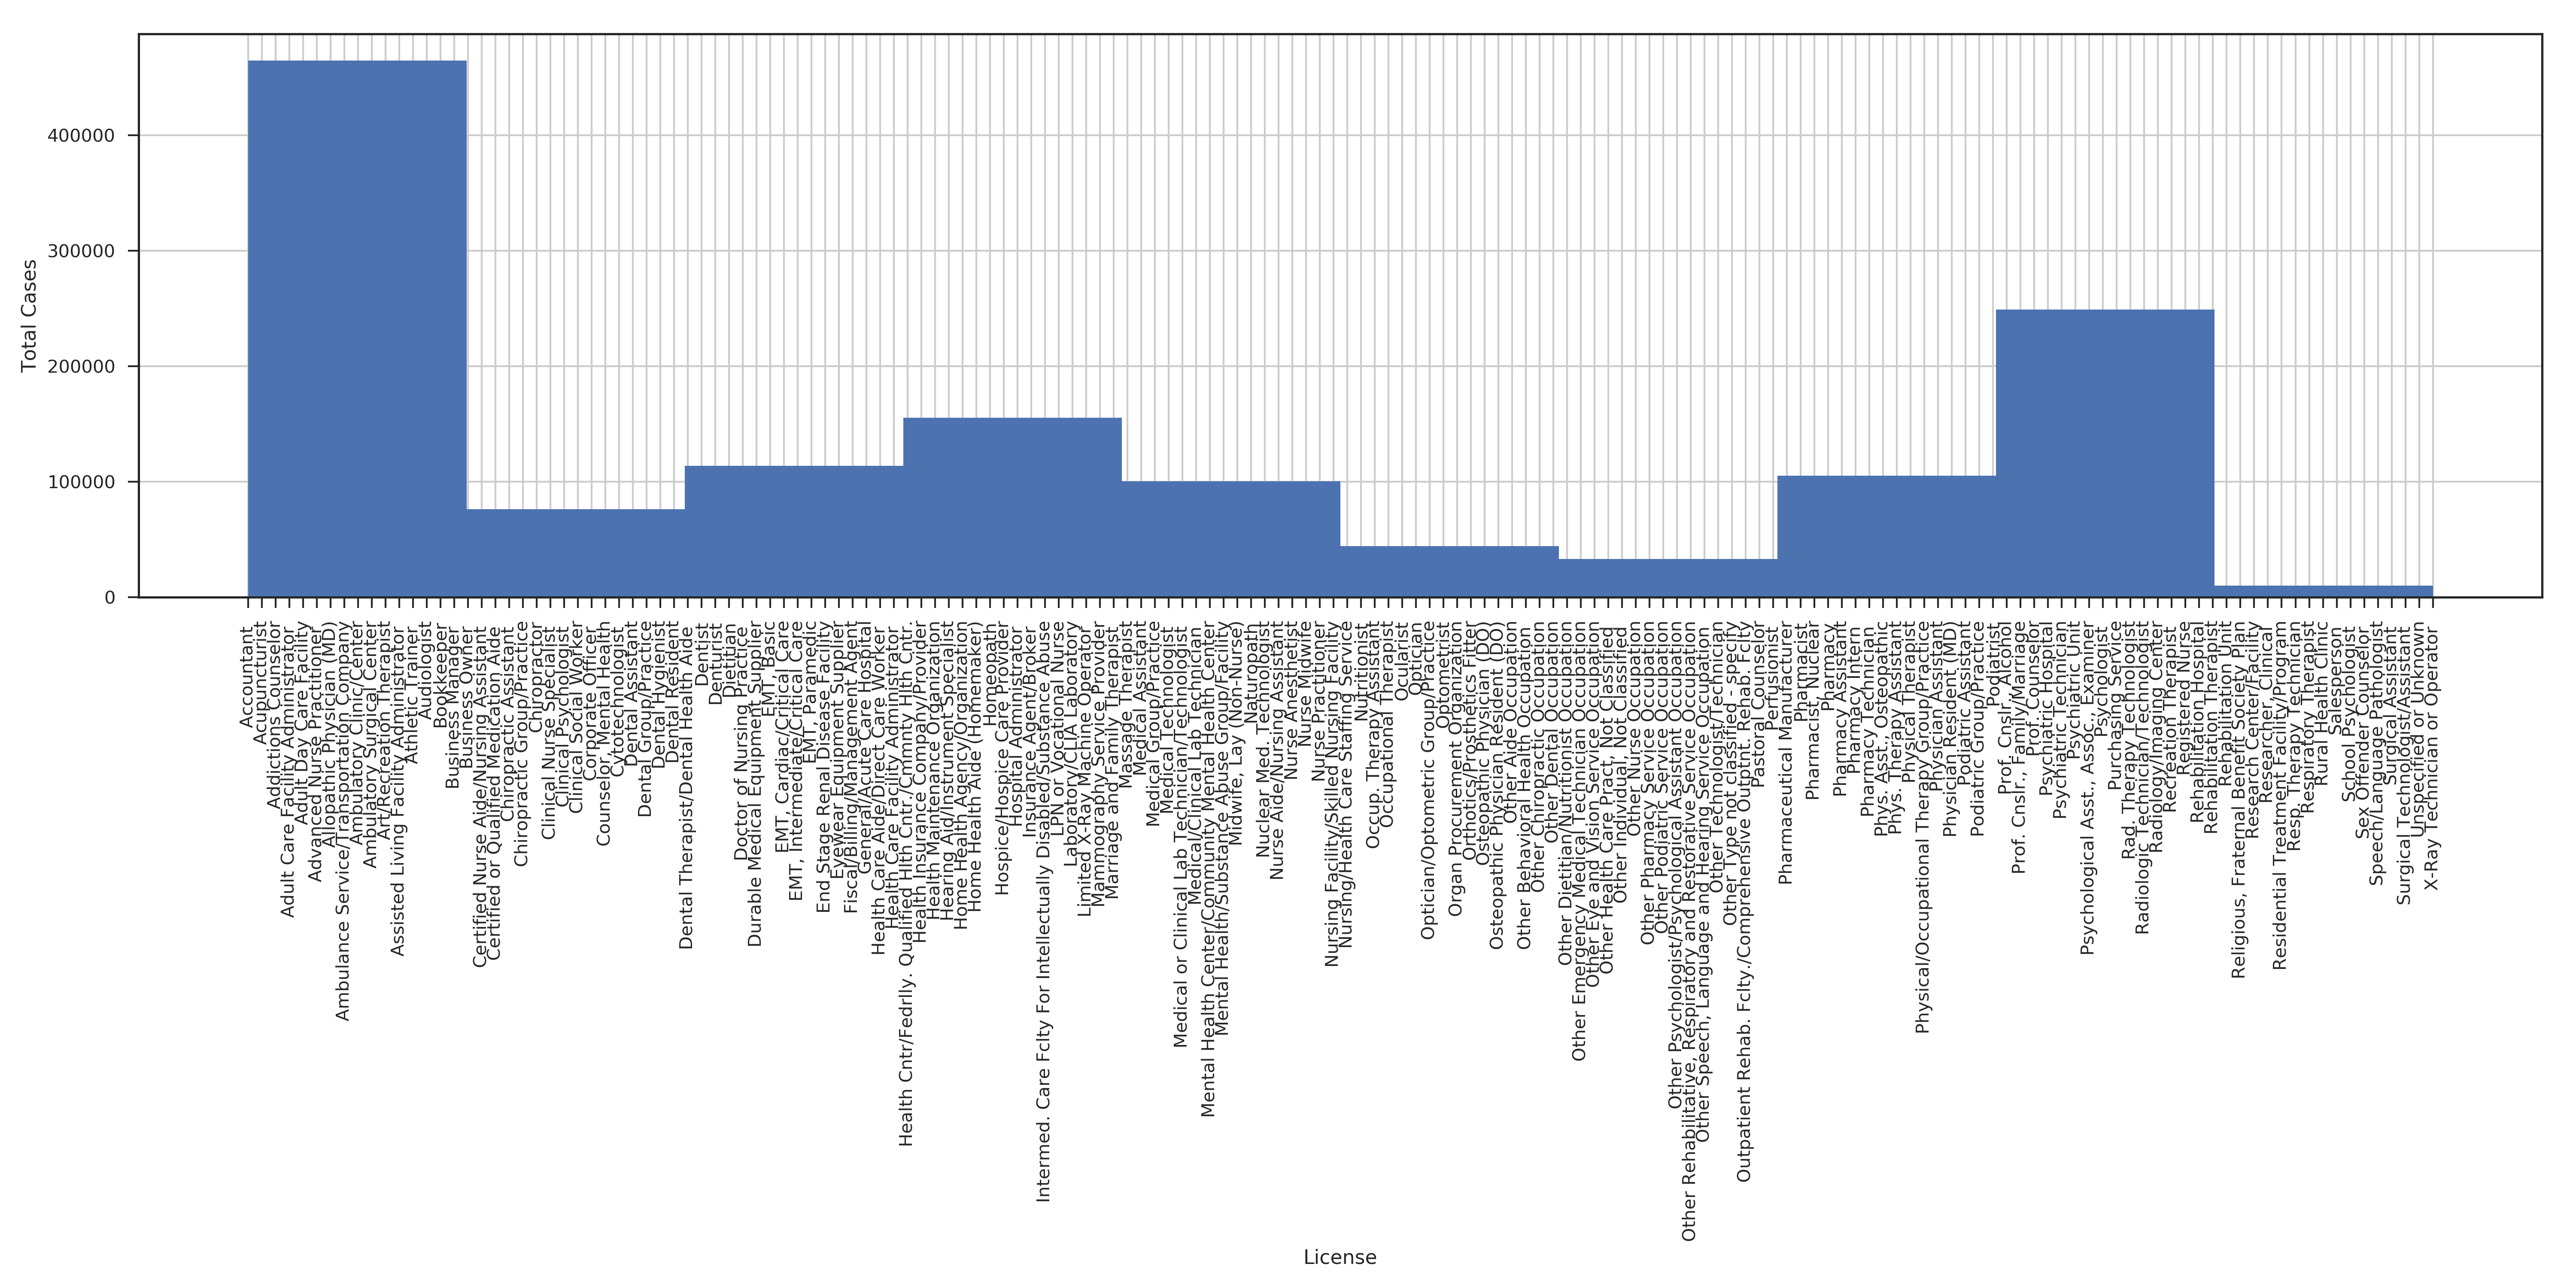 400000
300000
200000
100000
0
Total Cases
Accountant
Acupuncturist
Addictions Counselor
Adult Care Facility Administrator
Adult Day Care Facility
Advanced Nurse Practitioner
Allopathic Physician (MD)
Ambulance Service/Transportation Company
Ambulatory Clinic/Center
Ambulatory Surgical Center
Art/Recreation Therapist
Assisted Living Facility Administrator
Athletic Trainer
Audiologist
Bookkeeper
Business Manager
Business Owner
Certified Nurse Aide/Nursing Assistant
Certified or Qualified Medication Aide
Chiropractic Assistant
Chiropractic Group/Practice
Chiropractor
Clinical Nurse Specialist
Clinical Psychologist
Clinical Social Worker
Corporate Officer
Counselor, Mental Health
Cytotechnologist
Dental Assistant
Dental Group/Practice
Dental Hygienist
Dental Resident
Dental Therapist/Dental Health Aide
Dentist
Denturist
Dietitian
Doctor of Nursing Practice
Durable Medical Equipment Supplier
EMT, Basic
EMT, Cardiac/Critical Care
EMT, Intermediate/Critical Care
EMT, Paramedic
End Stage Renal Disease Facility
Eyewear Equipment Supplier
Fiscal/Billing/Management Agent
General/Acute Care Hospital
Health Care Aide/Direct Care Worker
Health Care Facility Administrator
Health Cntr/Fedrlly. Qualified Hlth Cntr./Cmmnty Hlth Cntr.
Health Insurance Company/Provider
Health Maintenance Organization
Hearing Aid/Instrument Specialist
Home Health Agency/Organization
Home Health Aide (Homemaker)
Homeopath
Hospice/Hospice Care Provider
Hospital Administrator
Insurance Agent/Broker
Intermed. Care Fclty For Intellectually Disabled/Substance Abuse
LPN or Vocational Nurse
Laboratory/CLIA Laboratory
Limited X-Ray Machine Operator
Mammography Service Provider
Marriage and Family Therapist
Massage Therapist
Medical Assistant
Medical Group/Practice
Medical Technologist
Medical or Clinical Lab Technician/Technologist
Medical/Clinical Lab Technician
Mental Health Center/Community Mental Health Center
Mental Health/Substance Abuse Group/Facility
Midwife, Lay (Non-Nurse)
Naturopath
Nuclear Med. Technologist
Nurse Aide/Nursing Assistant
Nurse Anesthetist
Nurse Midwife
Nurse Practitioner
Nursing Facility/Skilled Nursing Facility
Nursing/Health Care Staffing Service
Nutritionist
Occup. Therapy Assistant
Occupational Therapist
Ocularist
Optician
Optician/Optometric Group/Practice
Optometrist
Organ Procurement Organization
Orthotics/Prosthetics Fitter
Osteopathic Physician (DO)
Osteopathic Physician Resident (DO)
Other Aide Occupation
Other Behavioral Health Occupation
Other Chiropractic Occupation
Other Dental Occupation
Other Dietitian/Nutritionist Occupation
Other Emergency Medical Technician Occupation
Other Eye and Vision Service Occupation
Other Health Care Pract, Not Classified
Other Individual, Not Classified
Other Nurse Occupation
Other Pharmacy Service Occupation
Other Podiatric Service Occupation
Other Psychologist/Psychological Assistant Occupation
Other Rehabilitative, Respiratory and Restorative Service Occupation
Other Speech, Language and Hearing Service Occupation
Other Technologist/Technician
Other Type not classified - specify
Outpatient Rehab. Fclty./Comprehensive Outptnt. Rehab. Fclty
Pastoral Counselor
Perfusionist
Pharmaceutical Manufacturer
Pharmacist
Pharmacist, Nuclear
Pharmacy
Pharmacy Assistant
Pharmacy Intern
Pharmacy Technician
Phys. Asst., Osteopathic
Phys. Therapy Assistant
Physical Therapist
Physical/Occupational Therapy Group/Practice
Physician Assistant
Physician Resident (MD)
Podiatric Assistant
Podiatric Group/Practice
Podiatrist
Prof. Cnslr., Alcohol
Prof. Cnslr., Family/Marriage
Prof. Counselor
Psychiatric Hospital
Psychiatric Technician
Psychiatric Unit
Psychological Asst., Assoc., Examiner
Psychologist
Purchasing Service
Rad. Therapy Technologist
Radiologic Technician/Technologist
Radiology/Imaging Center
Recreation Therapist
Registered Nurse
Rehabilitation Hospital
Rehabilitation Therapist
Rehabilitation Unit
Religious, Fraternal Benefit Society Plan
Research Center/Facility
Researcher, Clinical
Residential Treatment Facility/Program
Resp. Therapy Technician
Respiratory Therapist
Rural Health Clinic
Salesperson
School Psychologist
Sex Offender Counselor
Speech/Language Pathologist
Surgical Assistant
Surgical Technologist/Assistant
Unspecified or Unknown
X-Ray Technician or Operator
License